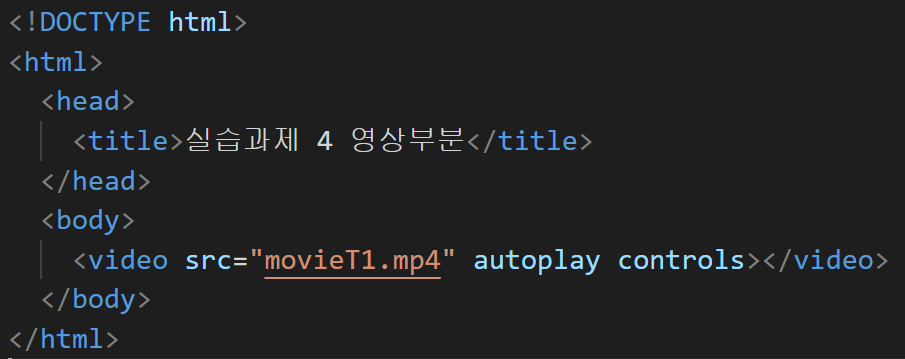 <!DOCTYPE html>
<html>
<head>
<title>실습과제 4 영상부분</title>
</head>
<body>
<video src="movieT1.mp4" autoplay controls></video>
</body>
</html>